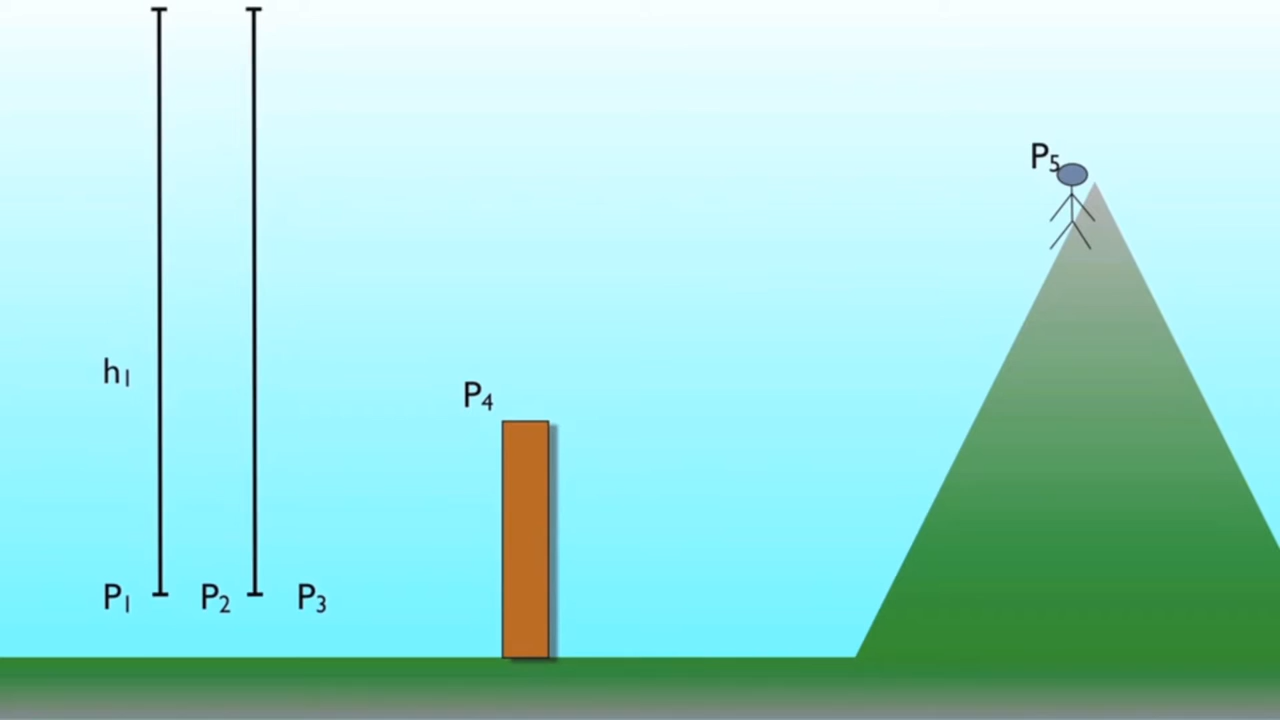 P₅
h₁
P₄
P₁ P₂ P₃